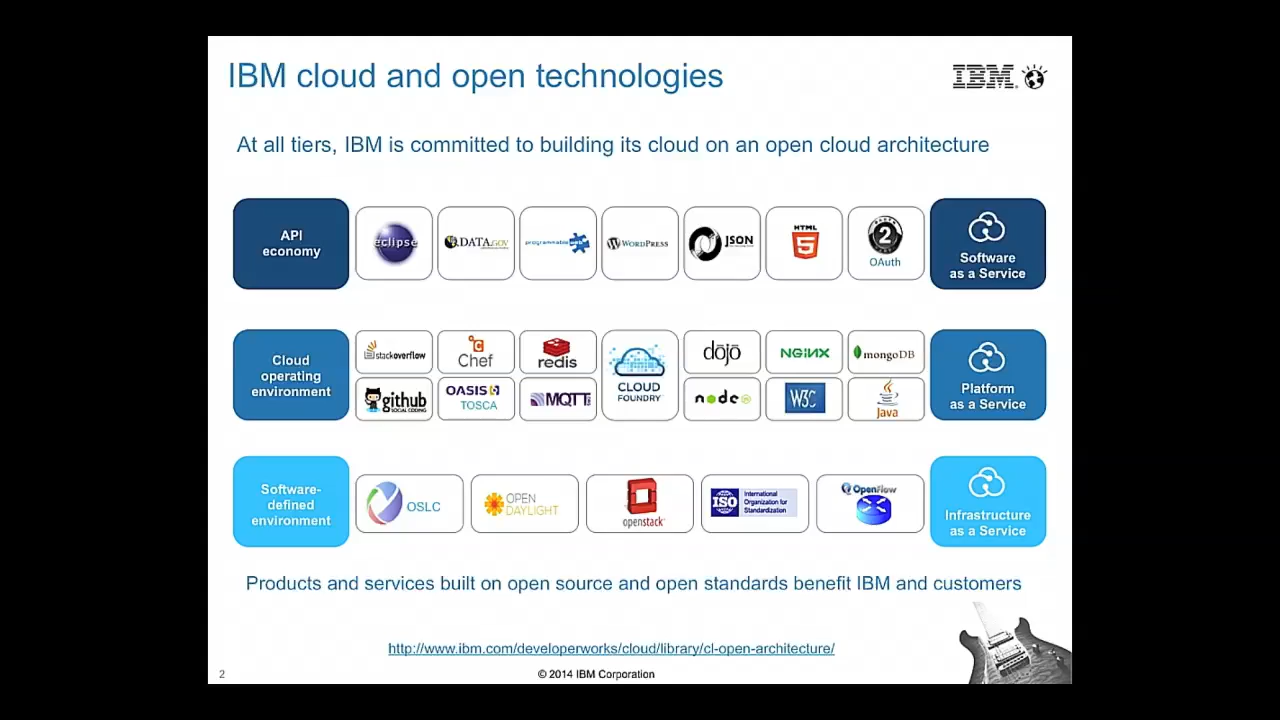 IBM cloud and open technologies
IBM
At all tiers, IBM is committed to building its cloud on an open cloud architecture
API
economy
eclipse
DATA.GOV
programmable web
WORDPRESS
JSON
HTML
5
2
OAuth
Software
as a Service
Cloud
operating
environment
stackoverflow
Chef
redis
CLOUD
FOUNDRY
dōjō
NGiNX
mongoDB
github
SOCIAL CODING
OASIS
TOSCA
MQTT
node
W3C
Java
Platform
as a Service
Software-
defined
environment
OSLC
OPEN
DAYLIGHT
openstack
ISO
International
Organization for
Standardization
OpenFlow
Infrastructure
as a Service
Products and services built on open source and open standards benefit IBM and customers
http://www.ibm.com/developerworks/cloud/library/cl-open-architecture/
2
© 2014 IBM Corporation